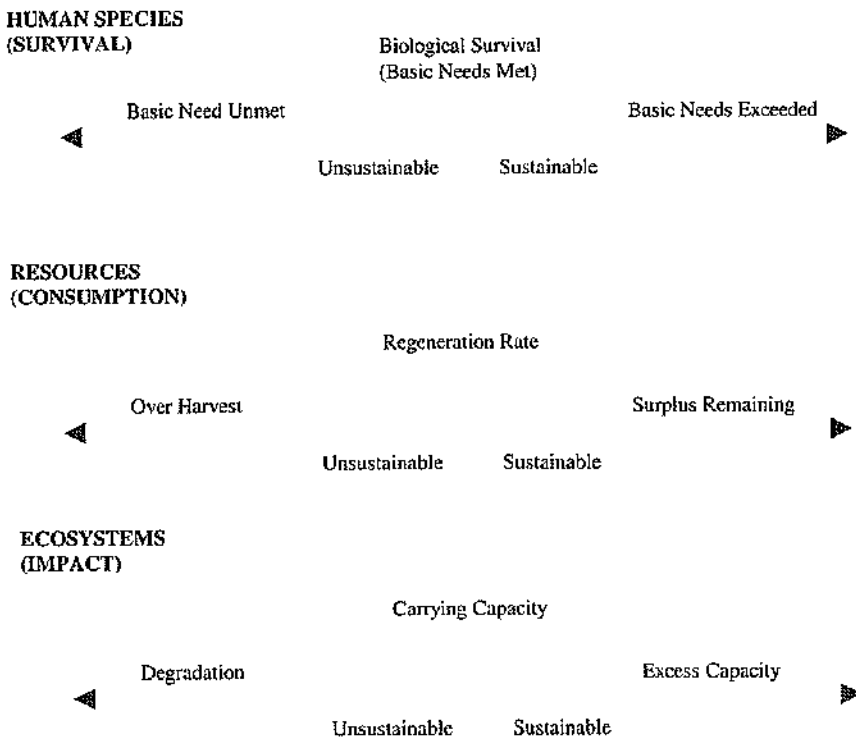 HUMAN SPECIES
(SURVIVAL)
Biological Survival
(Basic Needs Met)
Basic Need Unmet Basic Needs Exceeded
Unsustainable Sustainable
RESOURCES
(CONSUMPTION)
Regeneration Rate
Over Harvest Surplus Remaining
Unsustainable Sustainable
ECOSYSTEMS
(IMPACT)
Carrying Capacity
Degradation Excess Capacity
Unsustainable Sustainable